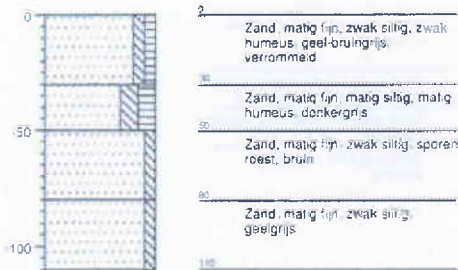 0
-50
-100
Zand, matig fijn, zwak siltig, zwak
humeus, geel-bruingrijs,
verrommeld
30
Zand, matig fijn, matig siltig, matig
humeus, donkergrijs
50
Zand, matig fijn, zwak siltig, sporen
roest, bruin
80
Zand, matig fijn, zwak siltig,
geelgrijs
110